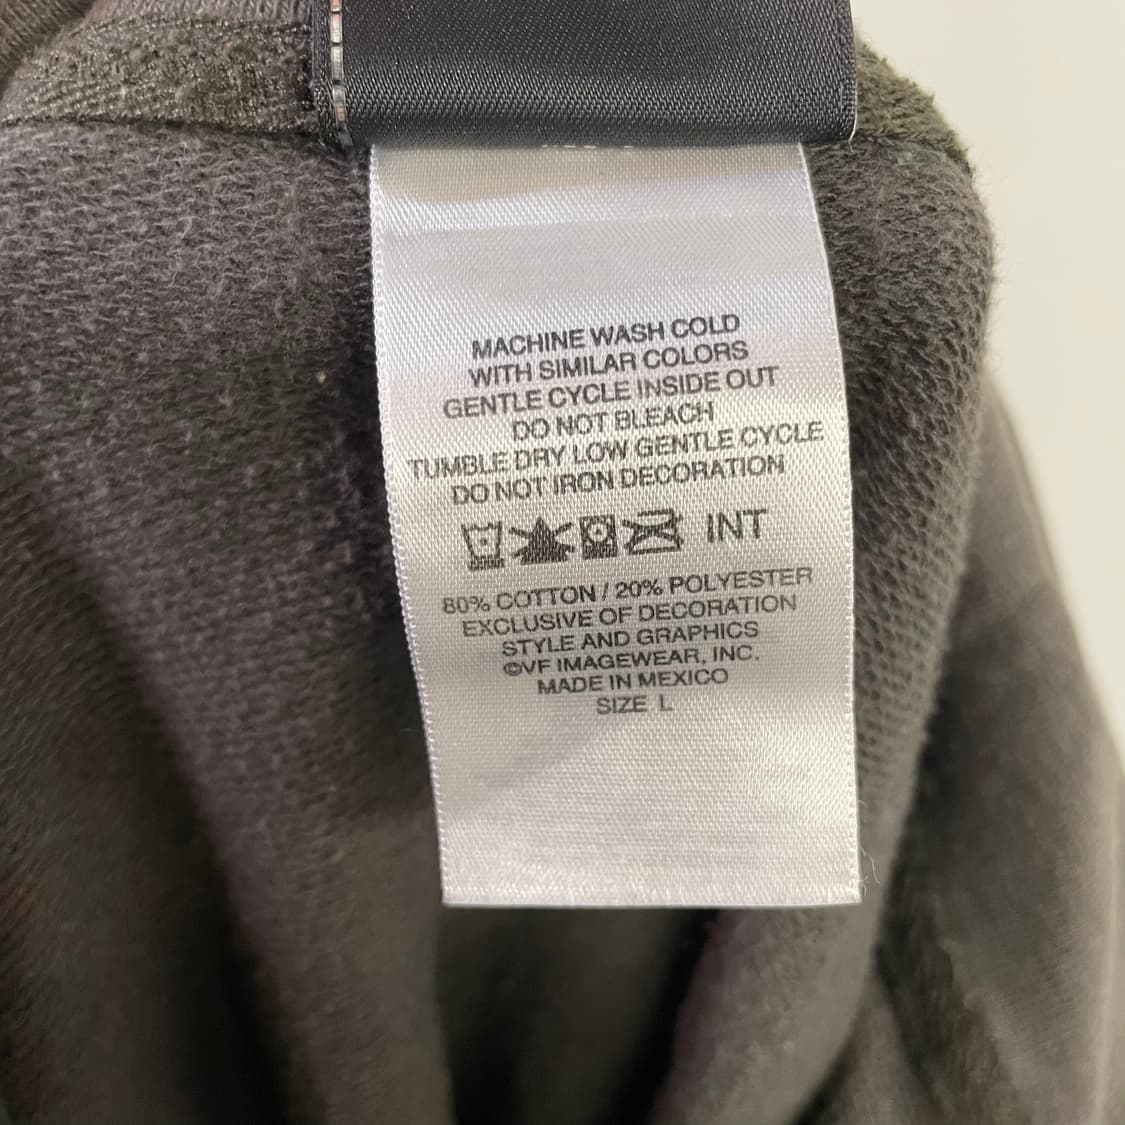 MACHINE WASH COLD
WITH SIMILAR COLORS
GENTLE CYCLE INSIDE OUT
DO NOT BLEACH
TUMBLE DRY LOW GENTLE CYCLE
DO NOT IRON DECORATION
INT
80% COTTON / 20% POLYESTER
EXCLUSIVE OF DECORATION
STYLE AND GRAPHICS
©VF IMAGEWEAR, INC.
MADE IN MEXICO
SIZE L